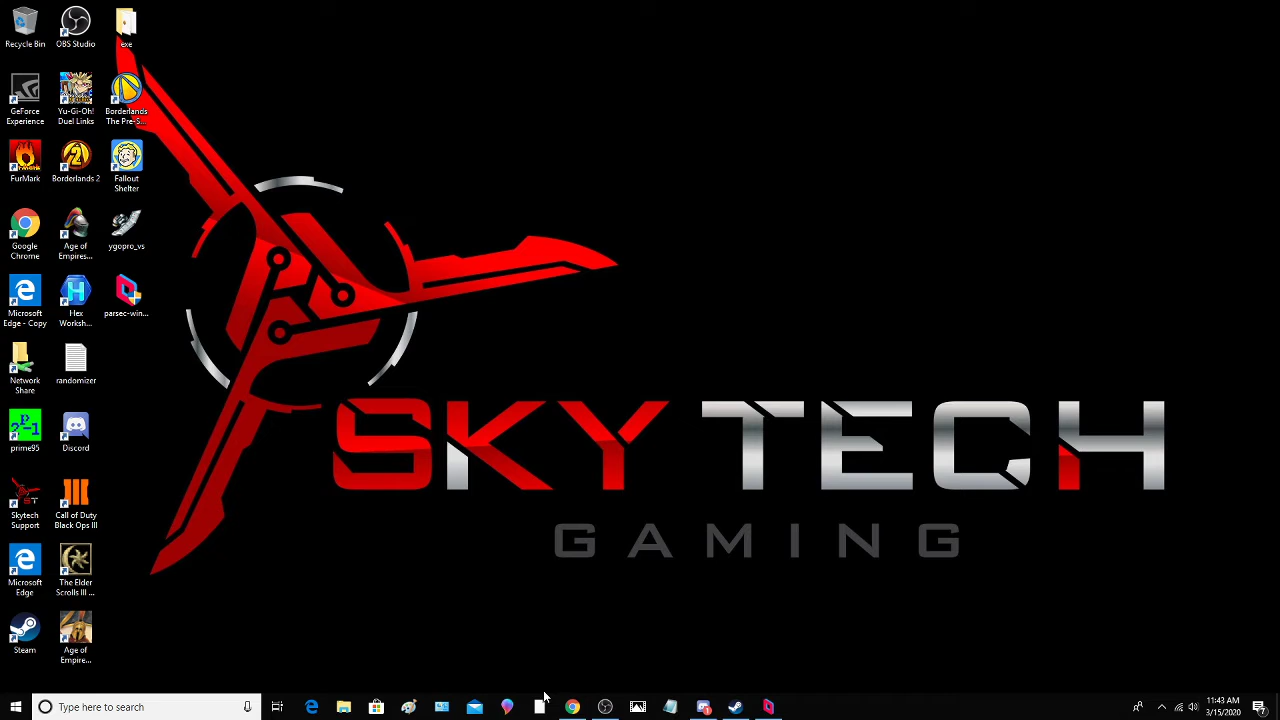 Recycle Bin
OBS Studio
exe
GeForce
Experience
Yu-Gi-Oh!
Duel Links
Borderlands
The Pre-S...
FurMark
Borderlands 2
Fallout
Shelter
Google
Chrome
Age of
Empires...
ygopro_vs
Microsoft
Edge - Copy
Hex
Worksh...
parsec-win...
Network
Share
randomizer
prime95
Discord
Skytech
Support
Call of Duty
Black Ops III
Microsoft
Edge
The Elder
Scrolls III ...
Steam
Age of
Empire...
SKYTECH
GAMING
Type here to search
11:43 AM
3/15/2020